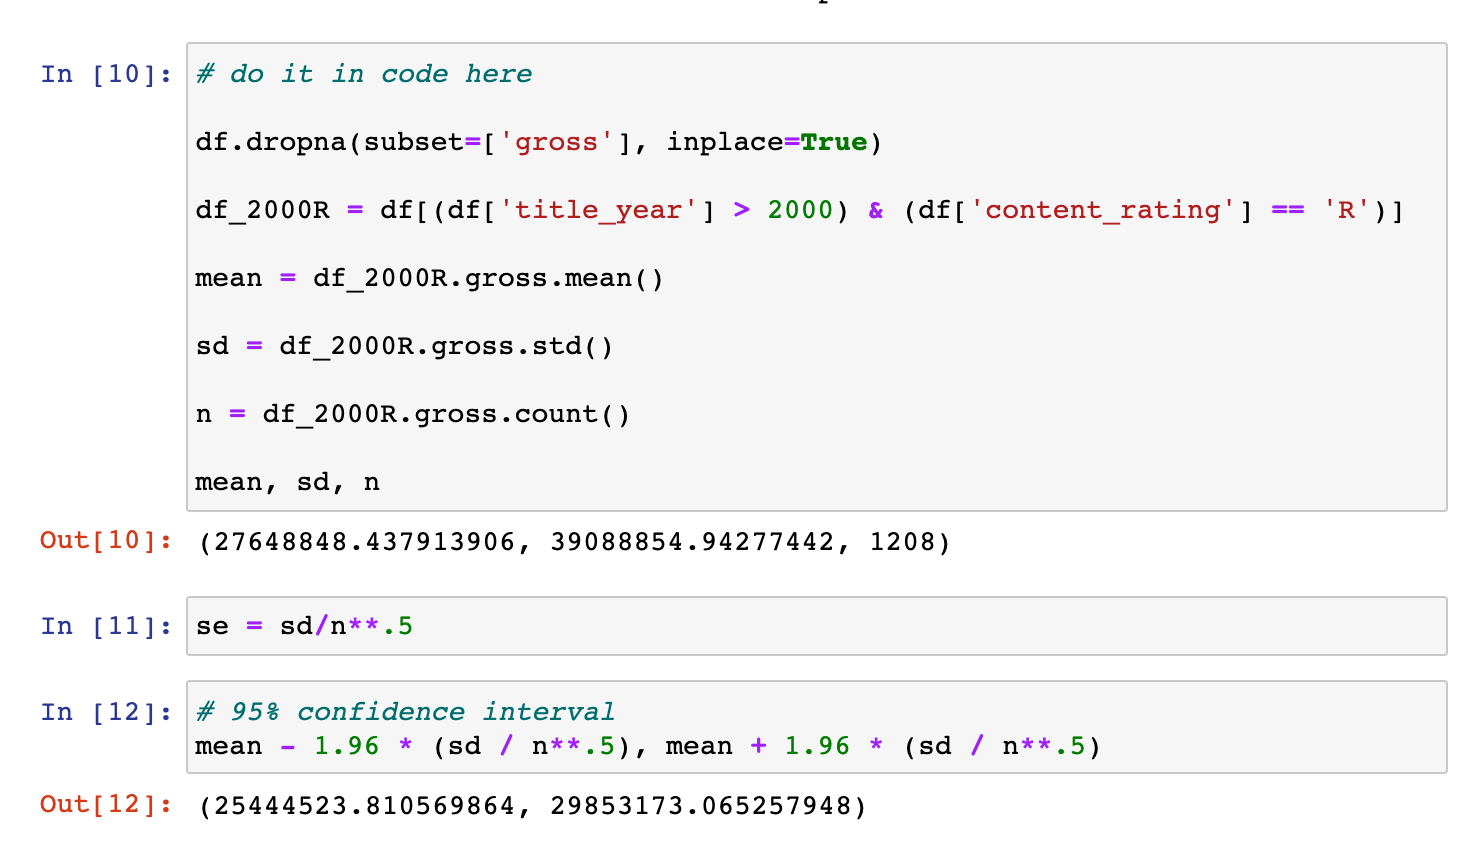 In [10]: # do it in code here
df.dropna(subset=['gross'], inplace=True)
df_2000R = df[(df['title_year'] > 2000) & (df['content_rating'] == 'R')]
mean = df_2000R.gross.mean()
sd = df_2000R.gross.std()
n = df_2000R.gross.count()
mean, sd, n
Out[10]: (27648848.437913906, 39088854.94277442, 1208)
In [11]: se = sd/n**.5
In [12]: # 95% confidence interval
mean - 1.96 * (sd / n**.5), mean + 1.96 * (sd / n**.5)
Out[12]: (25444523.810569864, 29853173.065257948)